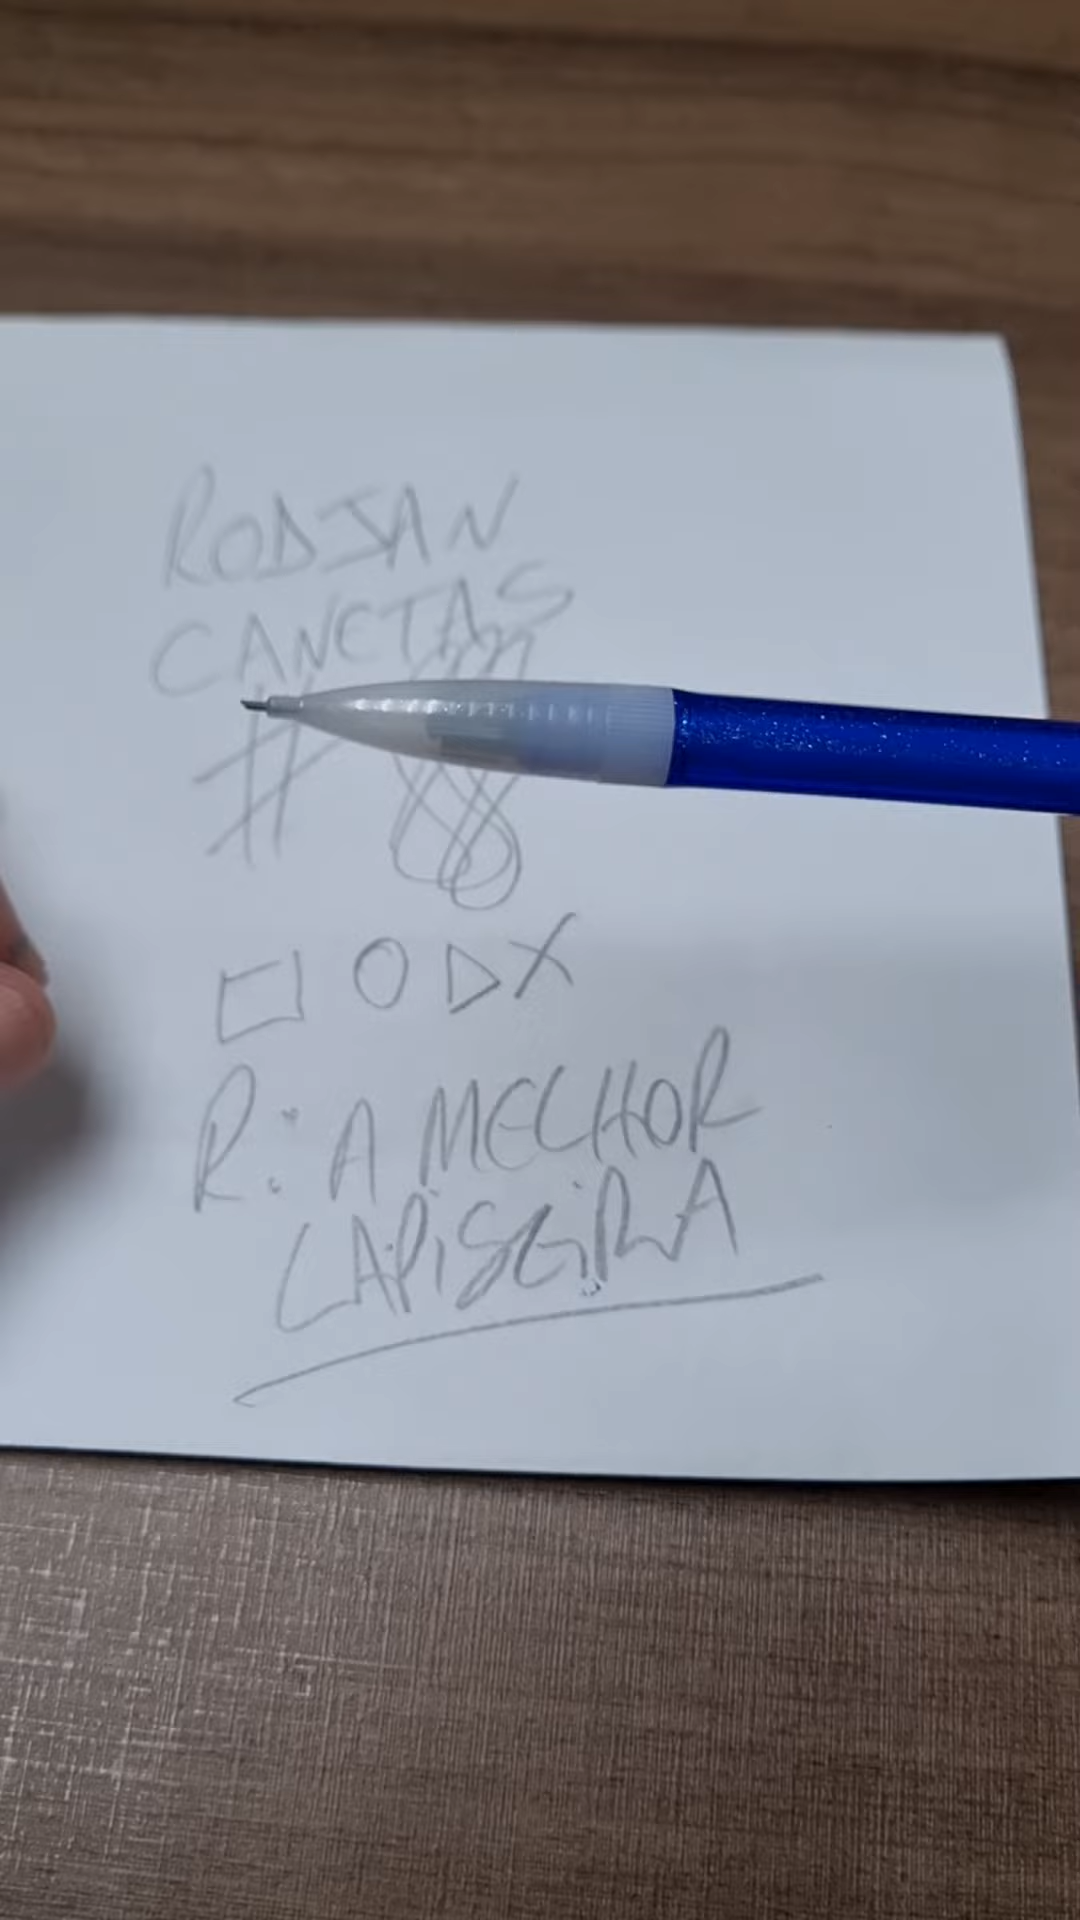 RODJAN
CANETAS
#
□ O ▷ X
R: A MELHOR
LAPiSEiRA